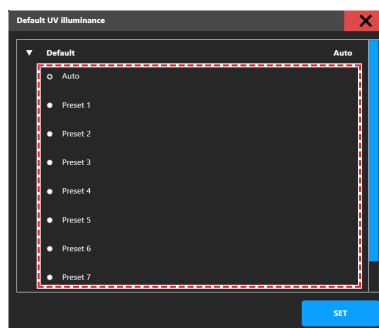 Default UV illuminance
Default Auto
Auto
Preset 1
Preset 2
Preset 3
Preset 4
Preset 5
Preset 6
Preset 7
SET